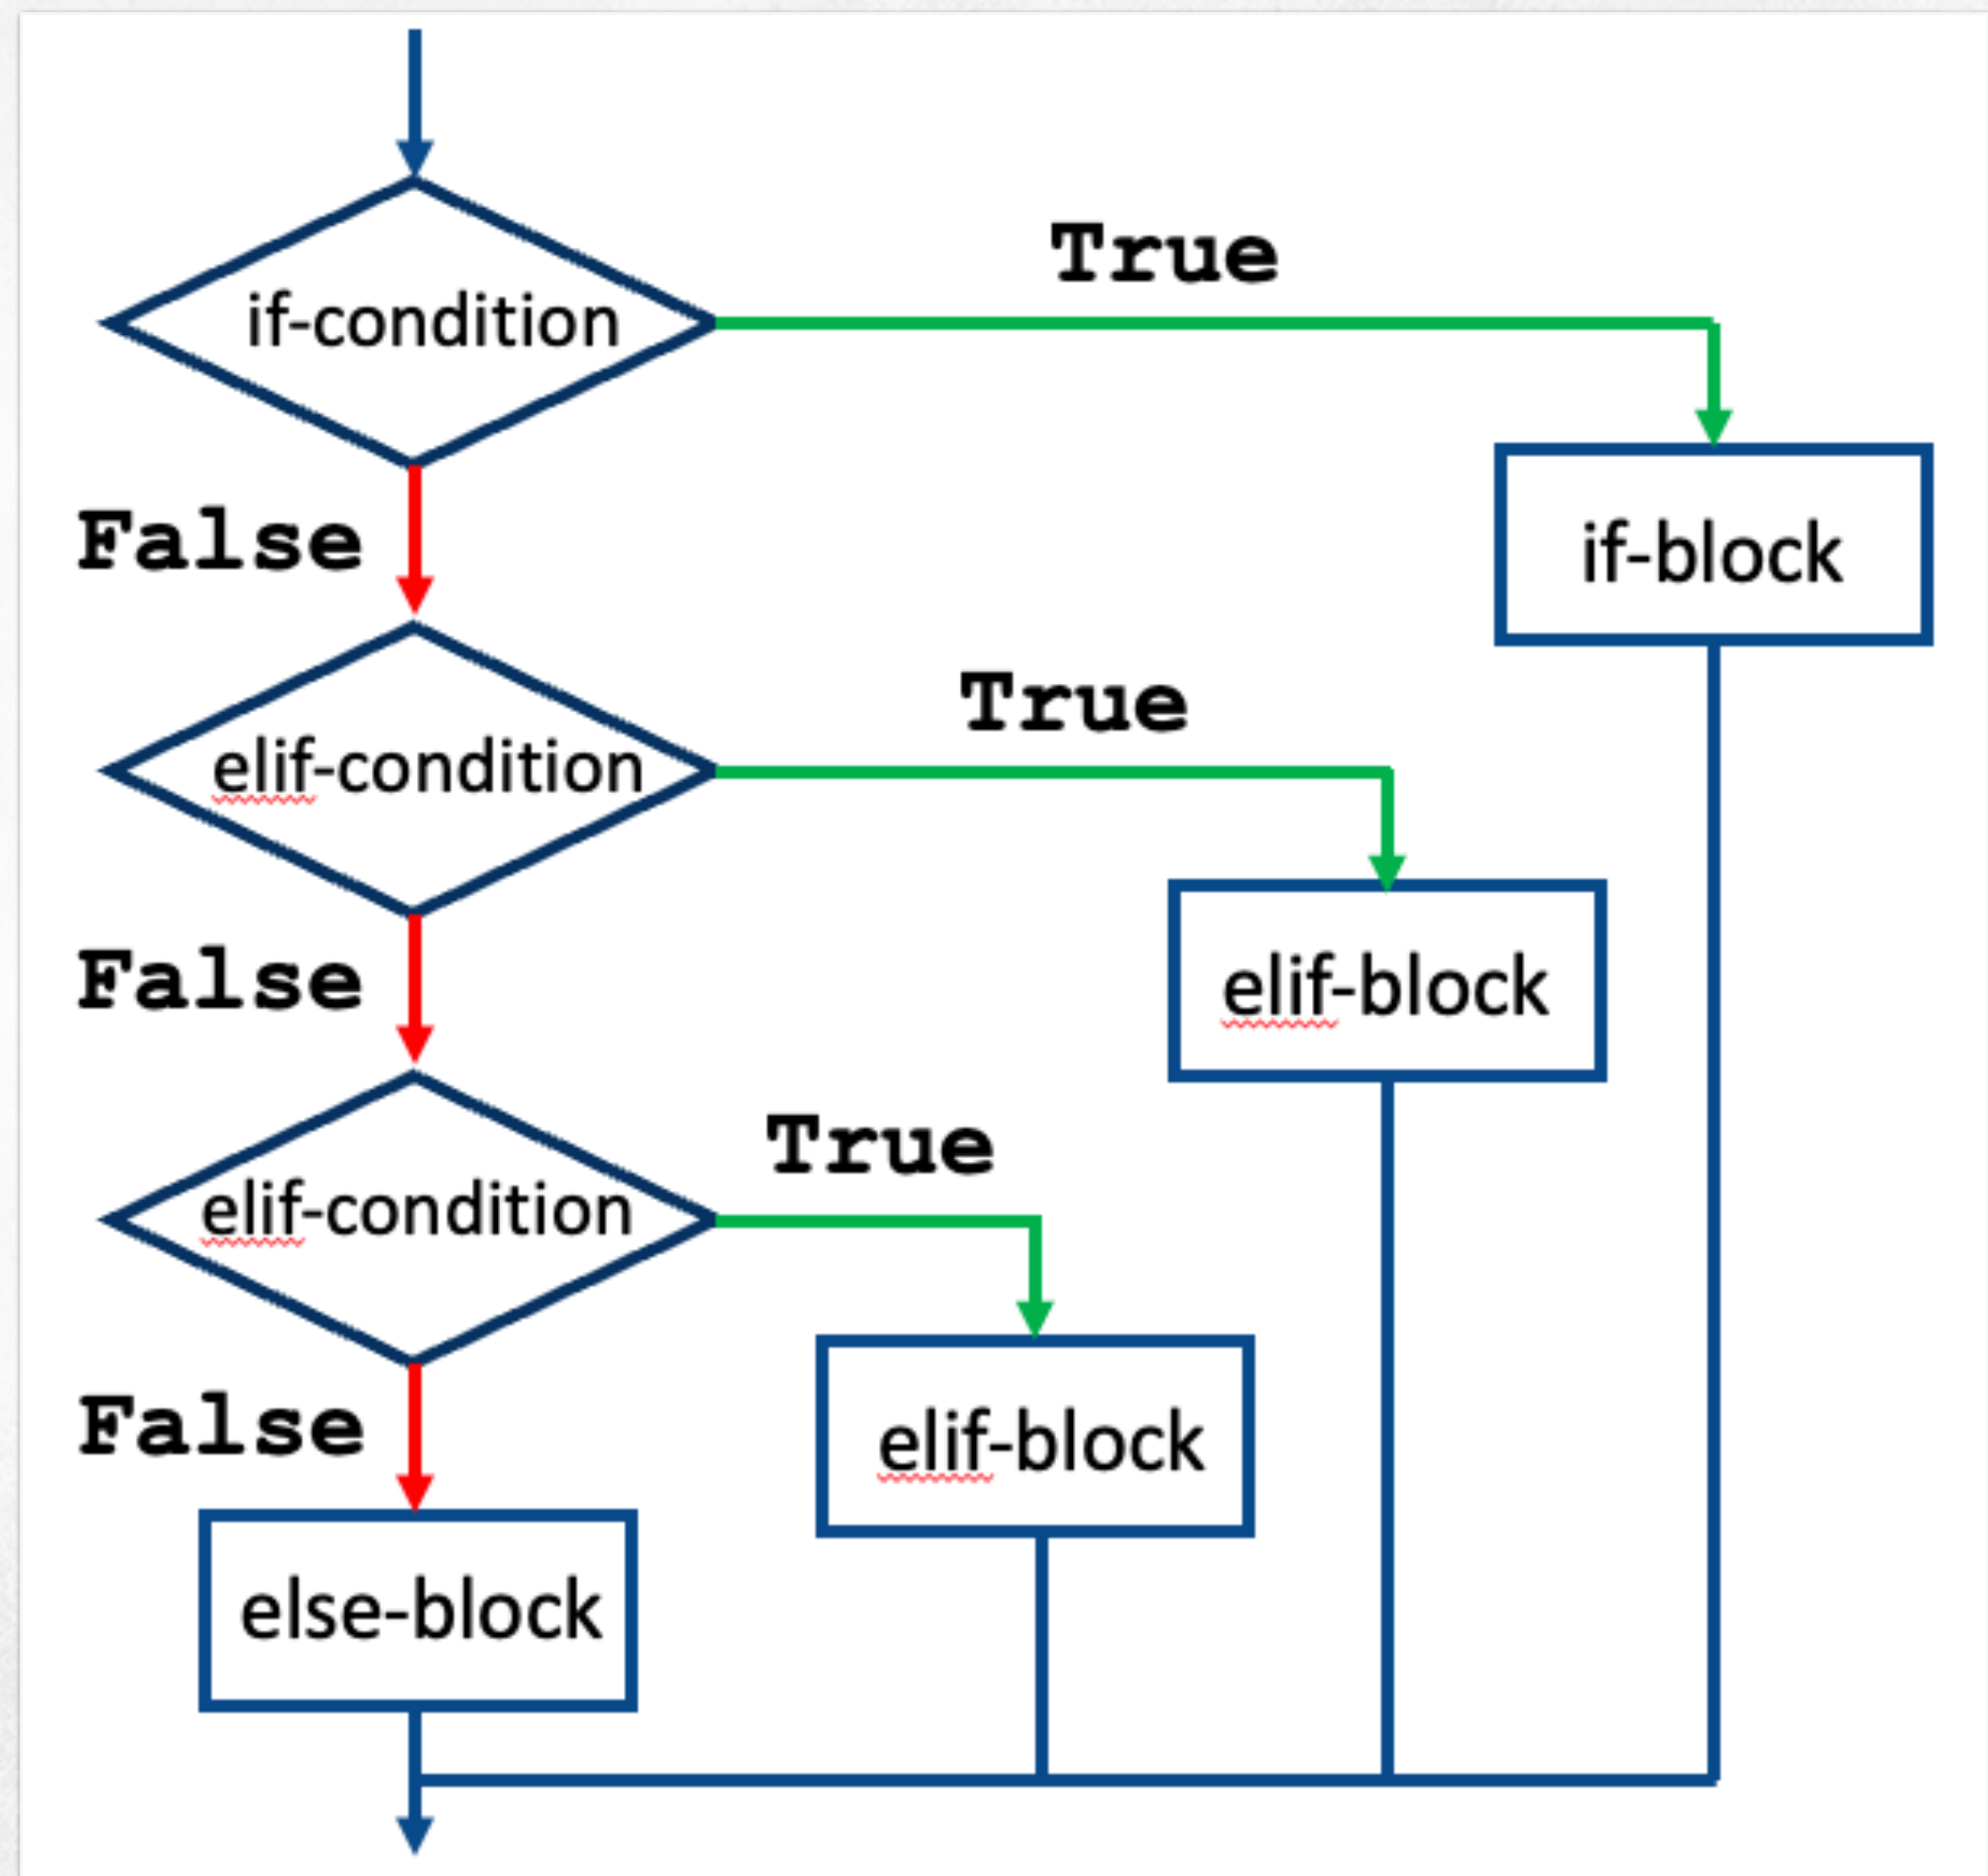 True
if-condition
False
if-block
True
elif-condition
False
elif-block
True
elif-condition
False
elif-block
else-block